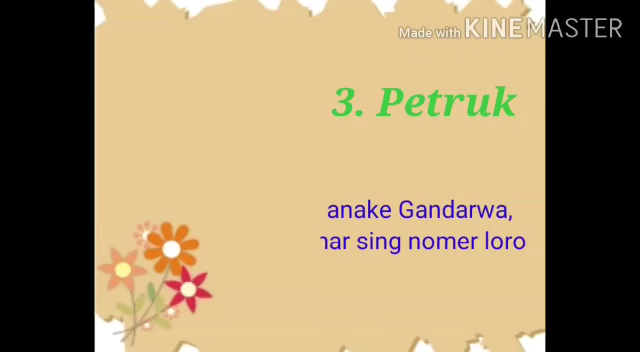 Made with KINEMASTER
3. Petruk
anake Gandarwa,
sing nomer loro